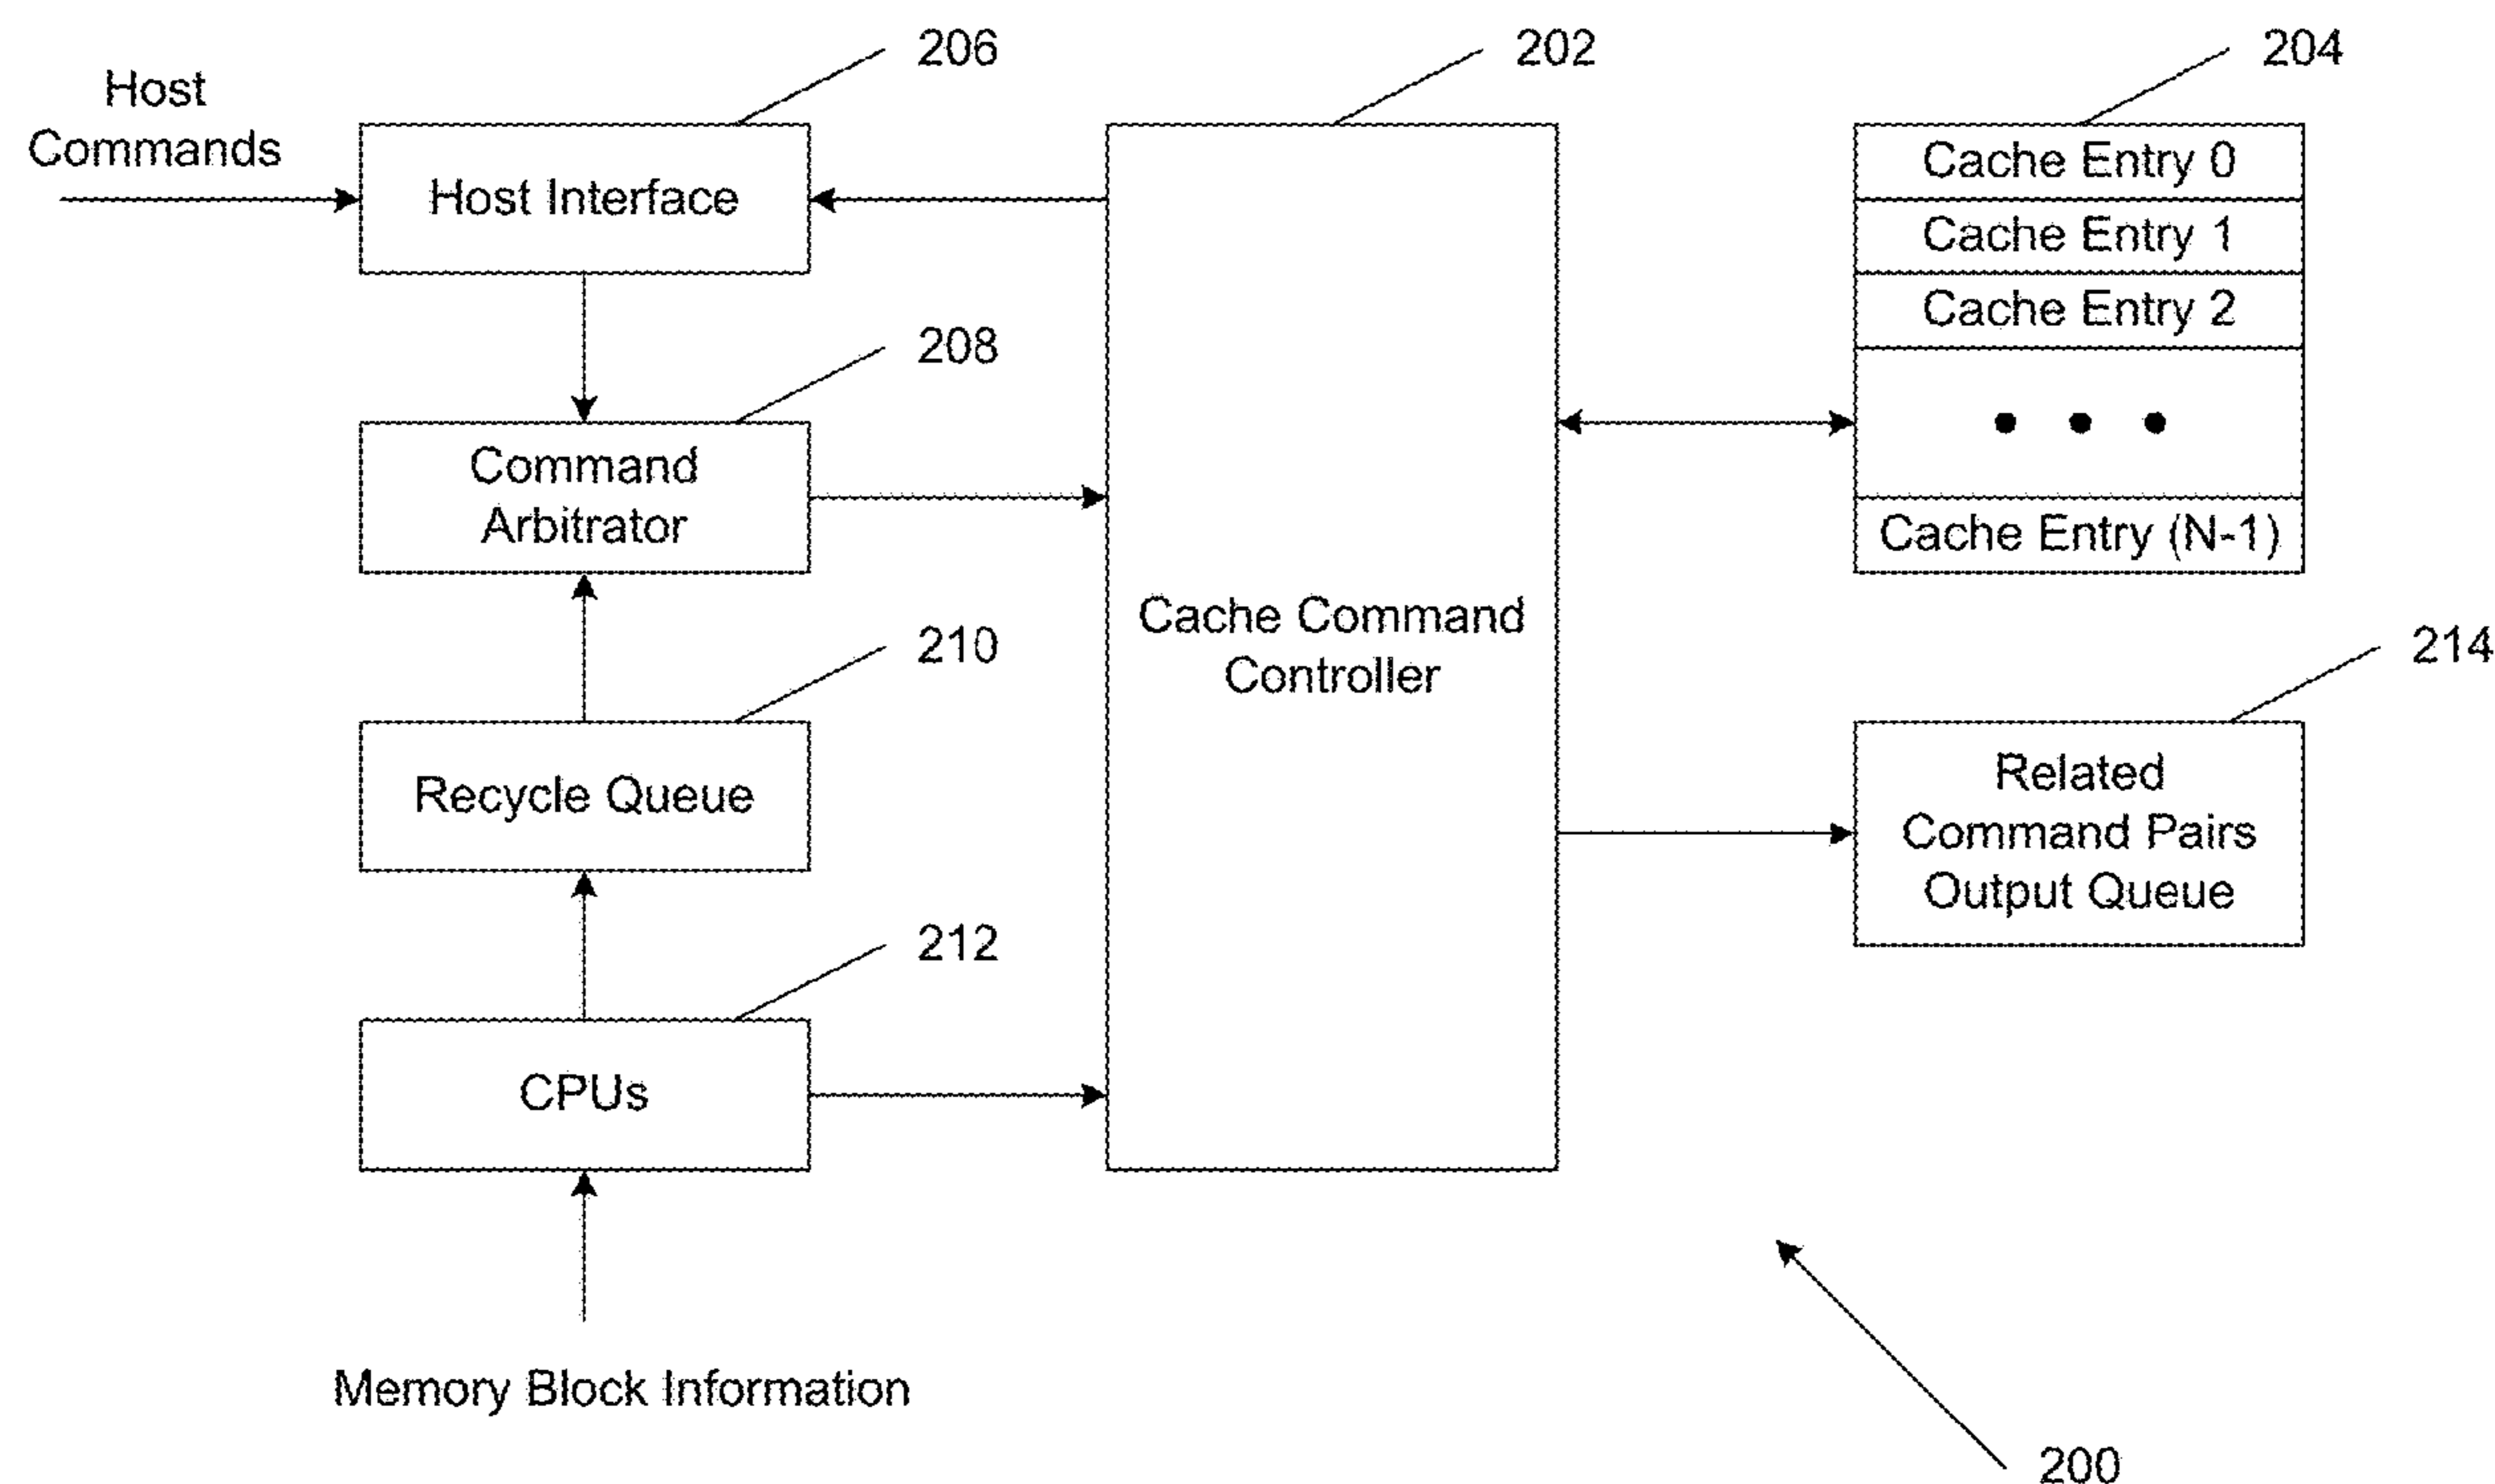 206
202
204
Host
Commands
Host Interface
Cache Entry 0
Cache Entry 1
Cache Entry 2
208
Command
Arbitrator
Cache Entry (N-1)
Cache Command
Controller
210
214
Recycle Queue
Related
Command Pairs
Output Queue
212
CPUs
Memory Block Information
200